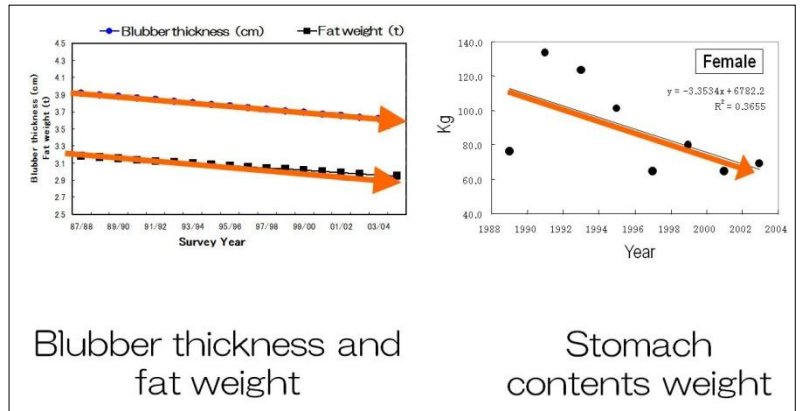 Blubber thickness (cm) Fat weight (t)
Blubber thickness (cm)
Fat weight (t)
4.5
4.3
4.1
3.9
3.7
3.5
3.3
3.1
2.9
2.7
2.5
87/88 89/90 91/92 93/94 95/96 97/98 99/00 01/02 03/04
Survey Year
Female
y = -3.3534x + 6782.2
R² = 0.3655
Kg
140.0
120.0
100.0
80.0
60.0
40.0
1988 1990 1992 1994 1996 1998 2000 2002 2004
Year
Blubber thickness and
fat weight
Stomach
contents weight